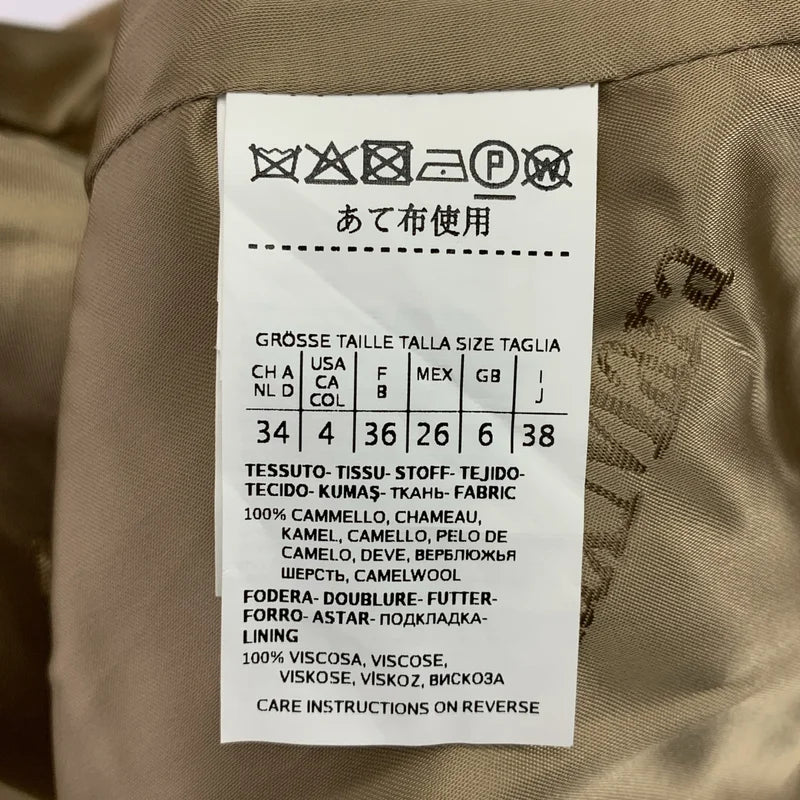 P W
あて布使用
GRÖSSE TAILLE TALLA SIZE TAGLIA
CH A NL D USA CA COL F B MEX GB I J
34 4 36 26 6 38
TESSUTO- TISSU- STOFF- TEJIDO-
TECIDO- KUMAŞ- ТКАНЬ- FABRIC
100% CAMMELLO, CHAMEAU,
KAMEL, CAMELLO, PELO DE
CAMELO, DEVE, ВЕРБЛЮЖЬЯ
ШЕРСТЬ, CAMELWOOL
FODERA- DOUBLURE- FUTTER-
FORRO- ASTAR- ПОДКЛАДКА-
LINING
100% VISCOSA, VISCOSE,
VISKOSE, VİSKOZ, ВИСКОЗА
CARE INSTRUCTIONS ON REVERSE